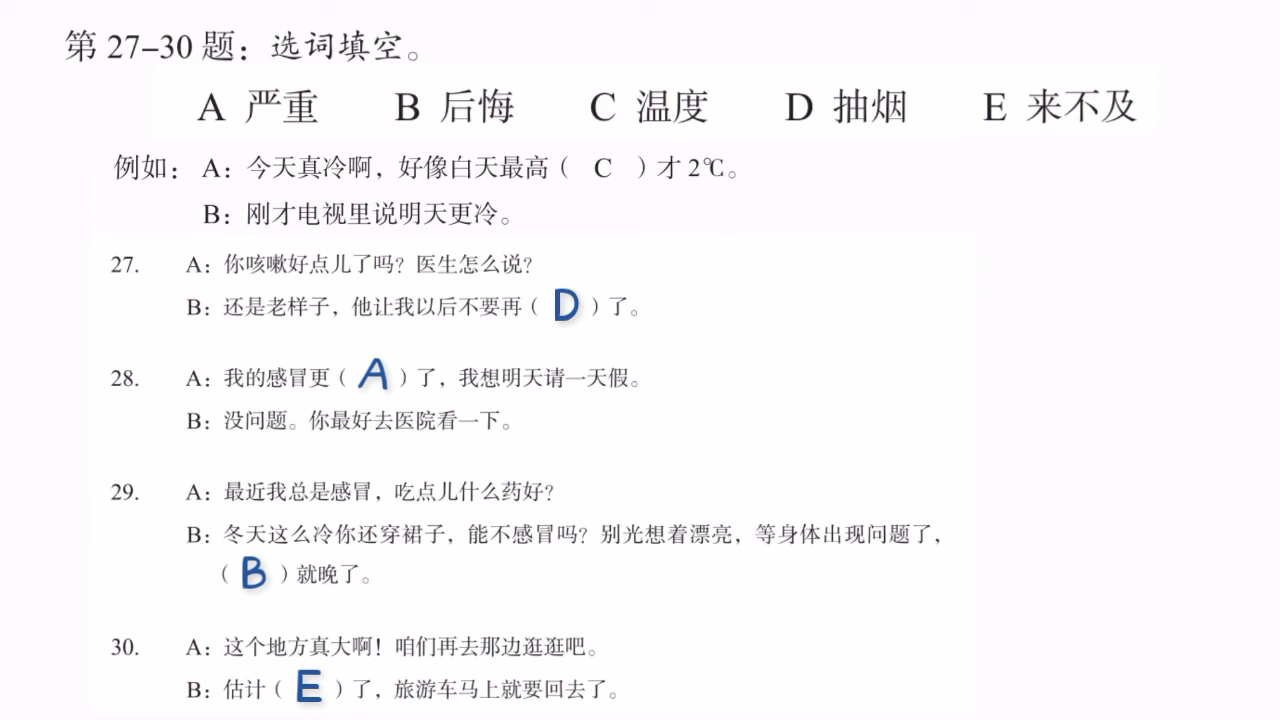 第 27–30 题：选词填空。
A 严重 B 后悔 C 温度 D 抽烟 E 来不及
例如：A：今天真冷啊，好像白天最高（ C ）才 2℃。
B：刚才电视里说明天更冷。
27. A：你咳嗽好点儿了吗？医生怎么说？
B：还是老样子，他让我以后不要再（ D ）了。
28. A：我的感冒更（ A ）了，我想明天请一天假。
B：没问题。你最好去医院看一下。
29. A：最近我总是感冒，吃点儿什么药好？
B：冬天这么冷你还穿裙子，能不感冒吗？别光想着漂亮，等身体出现问题了，
（ B ）就晚了。
30. A：这个地方真大啊！咱们再去那边逛逛吧。
B：估计（ E ）了，旅游车马上就要回去了。